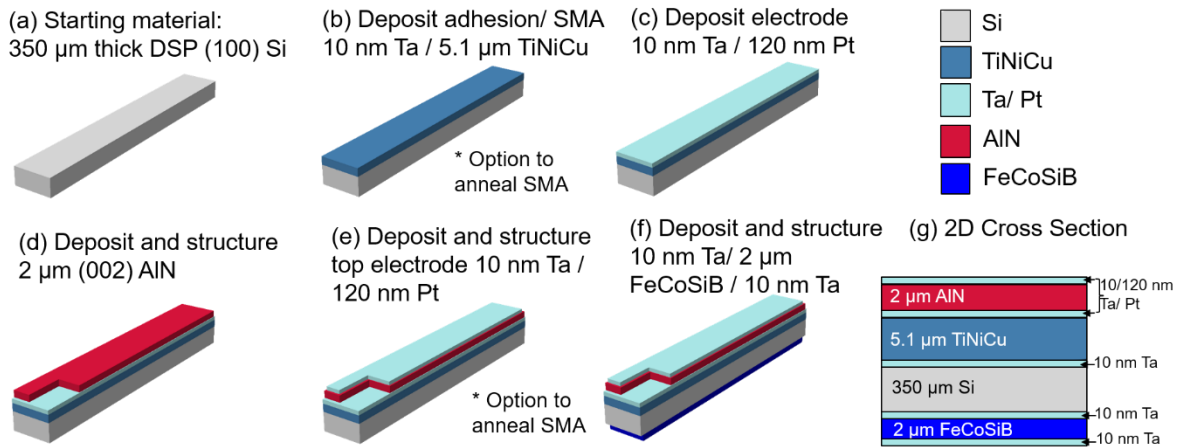 (a) Starting material:
350 µm thick DSP (100) Si
(b) Deposit adhesion/ SMA
10 nm Ta / 5.1 µm TiNiCu
* Option to
anneal SMA
(c) Deposit electrode
10 nm Ta / 120 nm Pt
Si
TiNiCu
Ta/ Pt
AlN
FeCoSiB
(d) Deposit and structure
2 µm (002) AlN
(e) Deposit and structure
top electrode 10 nm Ta /
120 nm Pt
* Option to
anneal SMA
(f) Deposit and structure
10 nm Ta/ 2 µm
FeCoSiB / 10 nm Ta
(g) 2D Cross Section
10/120 nm
Ta/ Pt
2 µm AlN
5.1 µm TiNiCu
10 nm Ta
350 µm Si
10 nm Ta
2 µm FeCoSiB
10 nm Ta